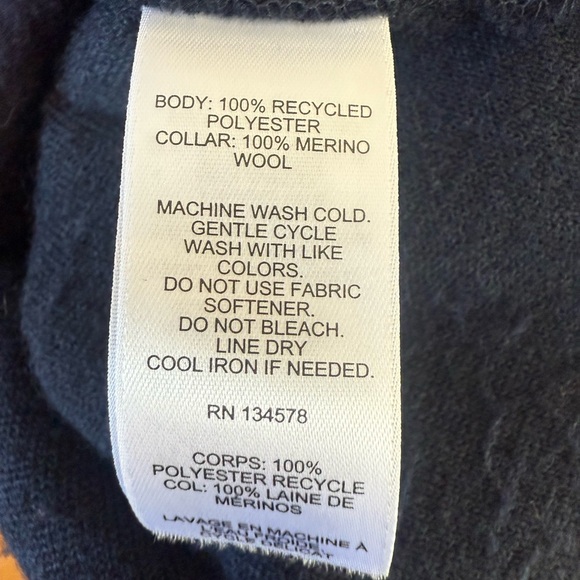 BODY: 100% RECYCLED
POLYESTER
COLLAR: 100% MERINO
WOOL
MACHINE WASH COLD.
GENTLE CYCLE
WASH WITH LIKE
COLORS.
DO NOT USE FABRIC
SOFTENER.
DO NOT BLEACH.
LINE DRY
COOL IRON IF NEEDED.
RN 134578
CORPS: 100%
POLYESTER RECYCLE
COL: 100% LAINE DE
MÉRINOS
LAVAGE EN MACHINE À